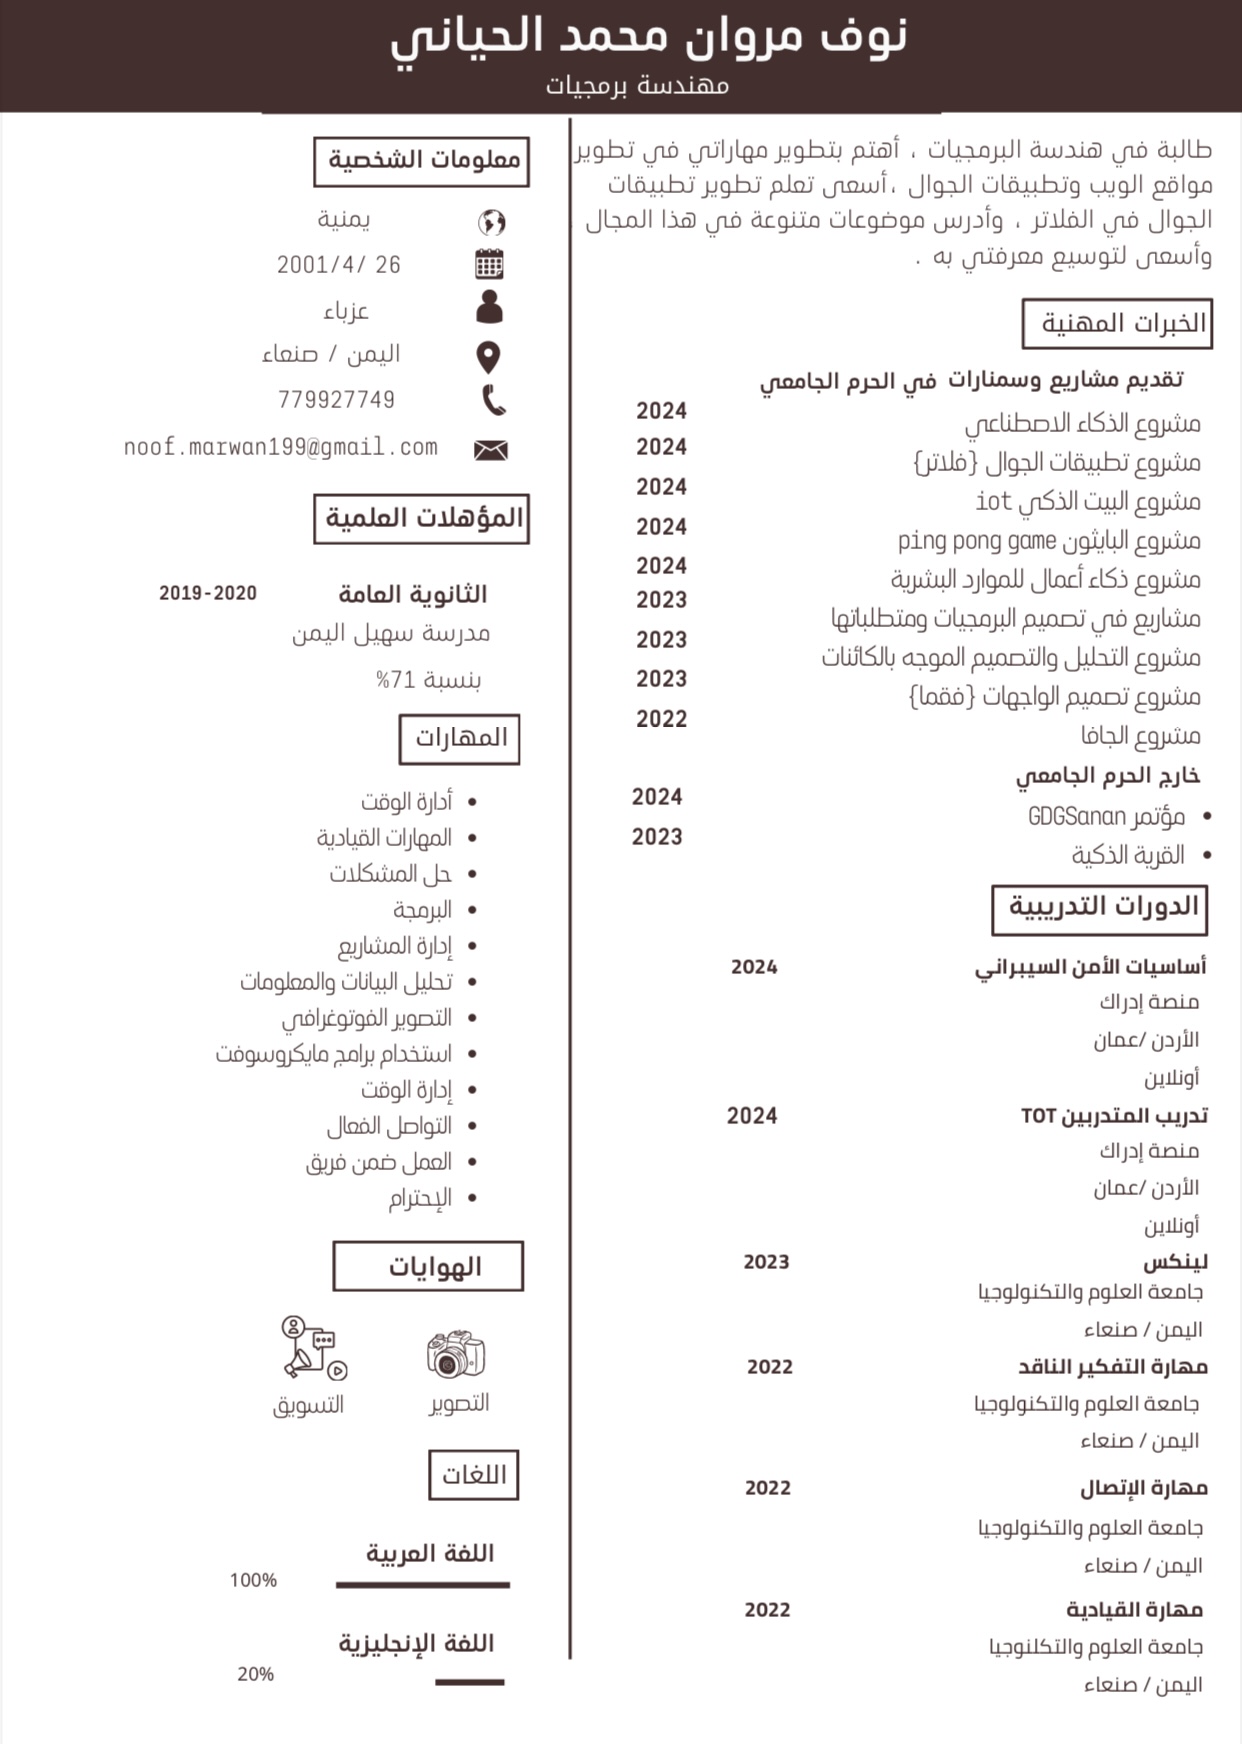 نوف مروان محمد الحياني
مهندسة برمجيات
طالبة في هندسة البرمجيات ، أهتم بتطوير مهاراتي في تطوير
مواقع الويب وتطبيقات الجوال ،أسعى تعلم تطوير تطبيقات
الجوال في الفلاتر ، وأدرس موضوعات متنوعة في هذا المجال
وأسعى لتوسيع معرفتي به .
الخبرات المهنية
تقديم مشاريع وسمنارات في الحرم الجامعي
مشروع الذكاء الاصطناعي 2024
مشروع تطبيقات الجوال {فلاتر} 2024
مشروع البيت الذكي iot 2024
مشروع البايثون ping pong game 2024
مشروع ذكاء أعمال للموارد البشرية 2024
مشاريع في تصميم البرمجيات ومتطلباتها 2023
مشروع التحليل والتصميم الموجه بالكائنات 2023
مشروع تصميم الواجهات {فقما} 2023
مشروع الجافا 2022
خارج الحرم الجامعي
• مؤتمر GDGSanan 2024
• القرية الذكية 2023
الدورات التدريبية
أساسيات الأمن السيبراني 2024
منصة إدراك
الأردن /عمان
أونلاين
تدريب المتدربين TOT 2024
منصة إدراك
الأردن /عمان
أونلاين
لينكس 2023
جامعة العلوم والتكنولوجيا
اليمن / صنعاء
مهارة التفكير الناقد 2022
جامعة العلوم والتكنولوجيا
اليمن / صنعاء
مهارة الإتصال 2022
جامعة العلوم والتكنولوجيا
اليمن / صنعاء
مهارة القيادية 2022
جامعة العلوم والتكلنوجيا
اليمن / صنعاء
معلومات الشخصية
يمنية
2001/4/ 26
عزباء
اليمن / صنعاء
779927749
noof.marwan199@gmail.com
المؤهلات العلمية
الثانوية العامة 2019-2020
مدرسة سهيل اليمن
بنسبة 71%
المهارات
• أدارة الوقت
• المهارات القيادية
• حل المشكلات
• البرمجة
• إدارة المشاريع
• تحليل البيانات والمعلومات
• التصوير الفوتوغرافي
• استخدام برامج مايكروسوفت
• إدارة الوقت
• التواصل الفعال
• العمل ضمن فريق
• الإحترام
الهوايات
التصوير
التسويق
اللغات
اللغة العربية
100%
اللغة الإنجليزية
20%